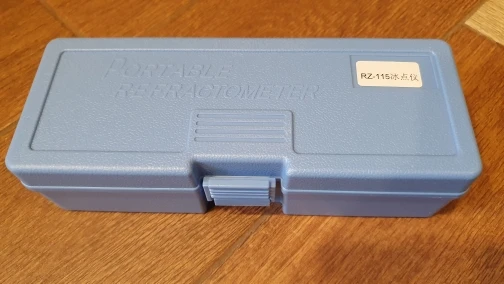 PORTABLE
REFRACTOMETER
RZ-115冰点仪